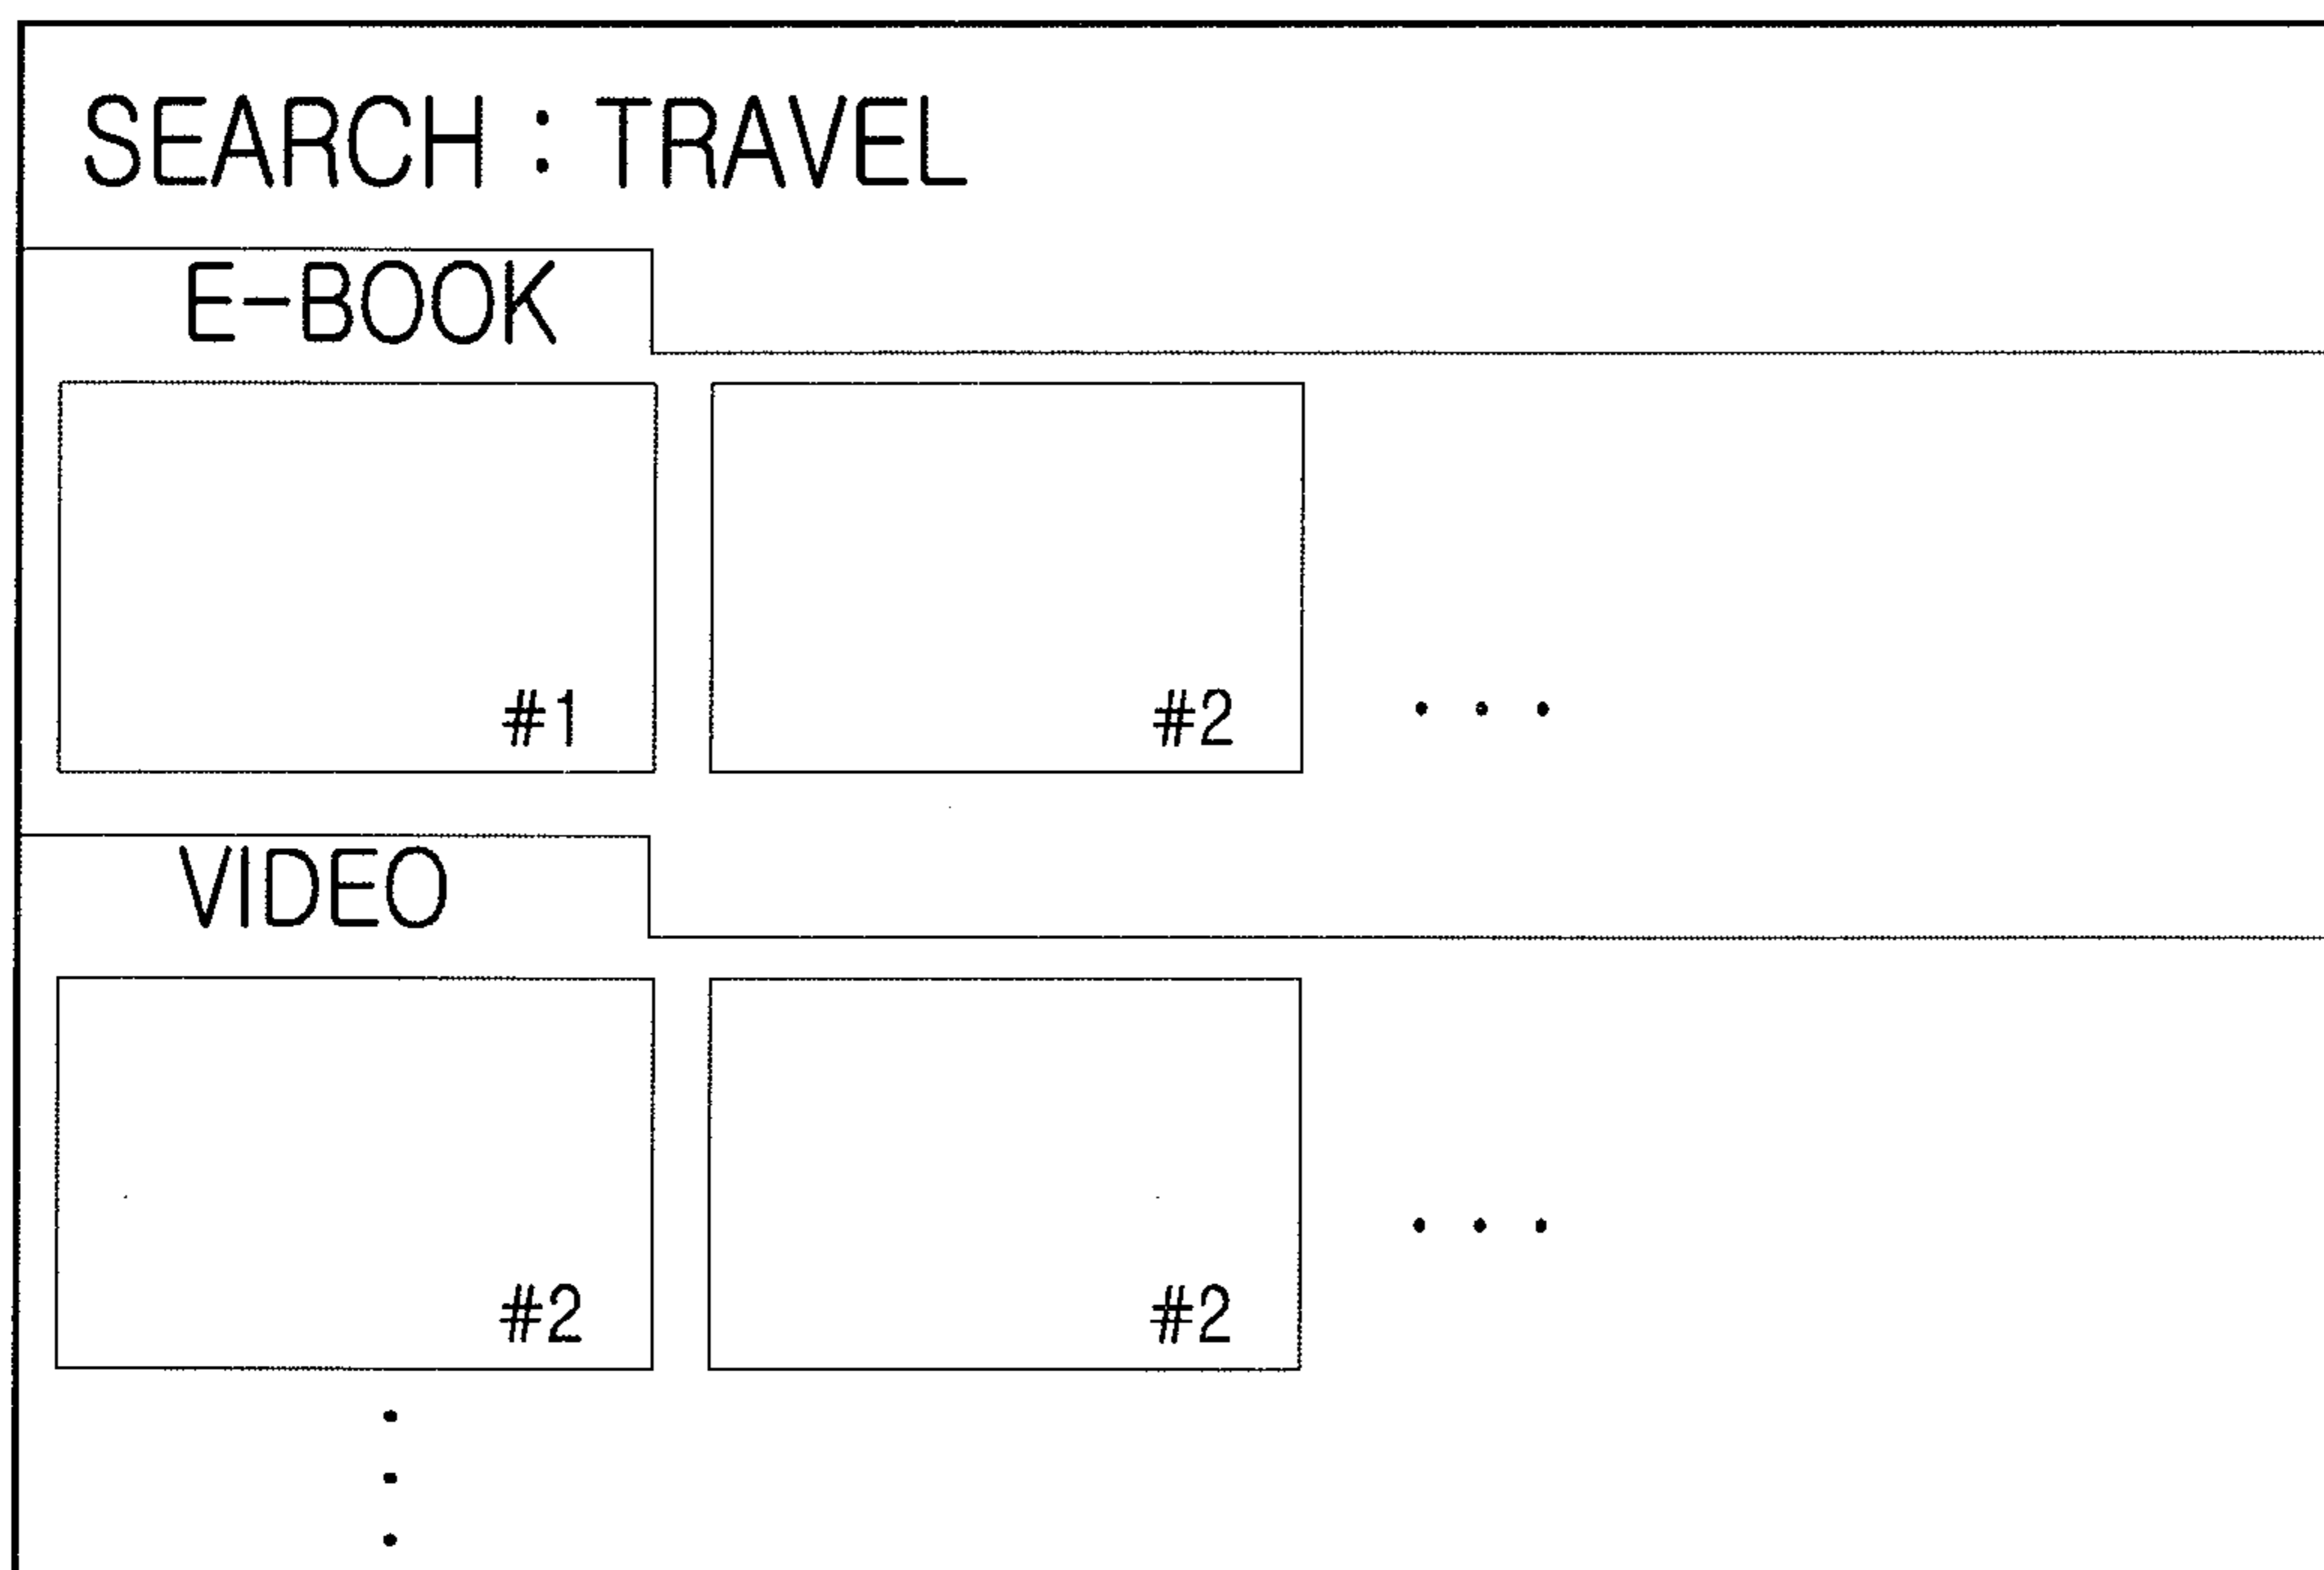 SEARCH : TRAVEL
E-BOOK
#1 #2 . . .
VIDEO
#2 #2 . . .